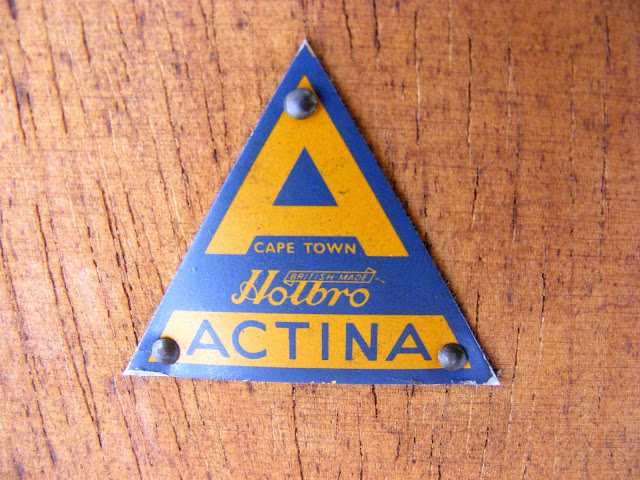 A
CAPE TOWN
BRITISH MADE
Holbro
ACTINA